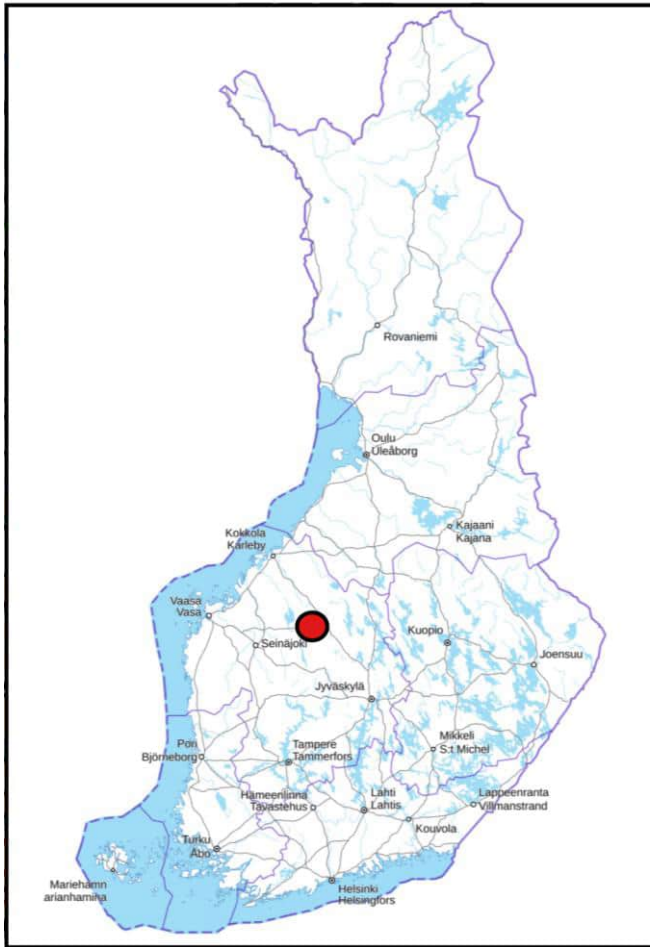 Rovaniemi
Oulu
Uleåborg
Kajaani
Kajana
Kokkola
Karleby
Vaasa
Vasa
Seinäjoki
Kuopio
Joensuu
Jyväskylä
Mikkeli
S:t Michel
Pori
Björneborg
Tampere
Tammerfors
Hämeenlinna
Tavastehus
Lahti
Lahtis
Lappeenranta
Villmanstrand
Kouvola
Turku
Åbo
Mariehamn
arianhamina
Helsinki
Helsingfors